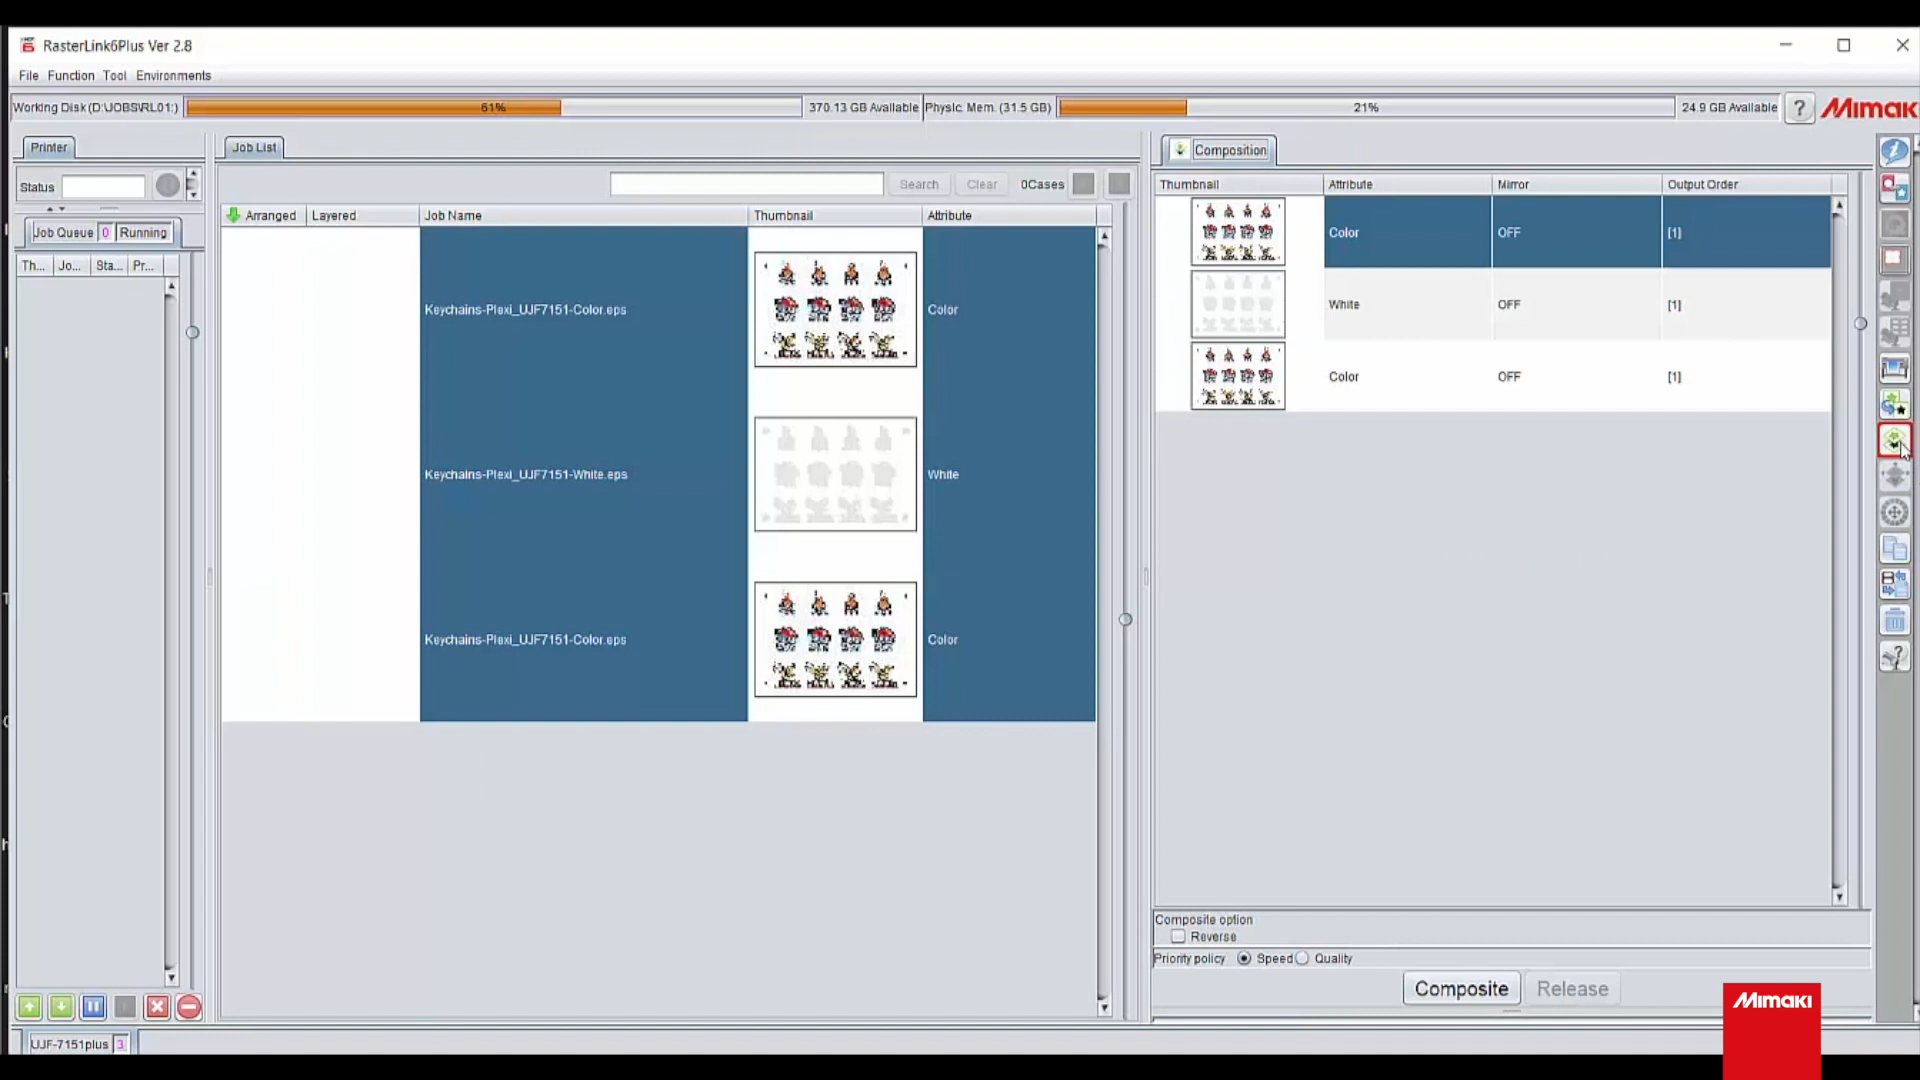 RasterLink6Plus Ver 2.8
File Function Tool Environments
Working Disk (D:\JOBS\RL01:) 61% 370.13 GB Available Physic. Mem. (31.5 GB) 21% 24.9 GB Available ? Mimaki
Printer
Status
Job Queue 0 Running
Th... Jo... Sta... Pr...
Job List
Search Clear 0Cases
Arranged Layered Job Name Thumbnail Attribute
Keychains-Plexi_UJF7151-Color.eps Color
Keychains-Plexi_UJF7151-White.eps White
Keychains-Plexi_UJF7151-Color.eps Color
Composition
Thumbnail Attribute Mirror Output Order
Color OFF [1]
White OFF [1]
Color OFF [1]
Composite option
Reverse
Priority policy Speed Quality
Composite Release
UJF-7151plus 3
Mimaki